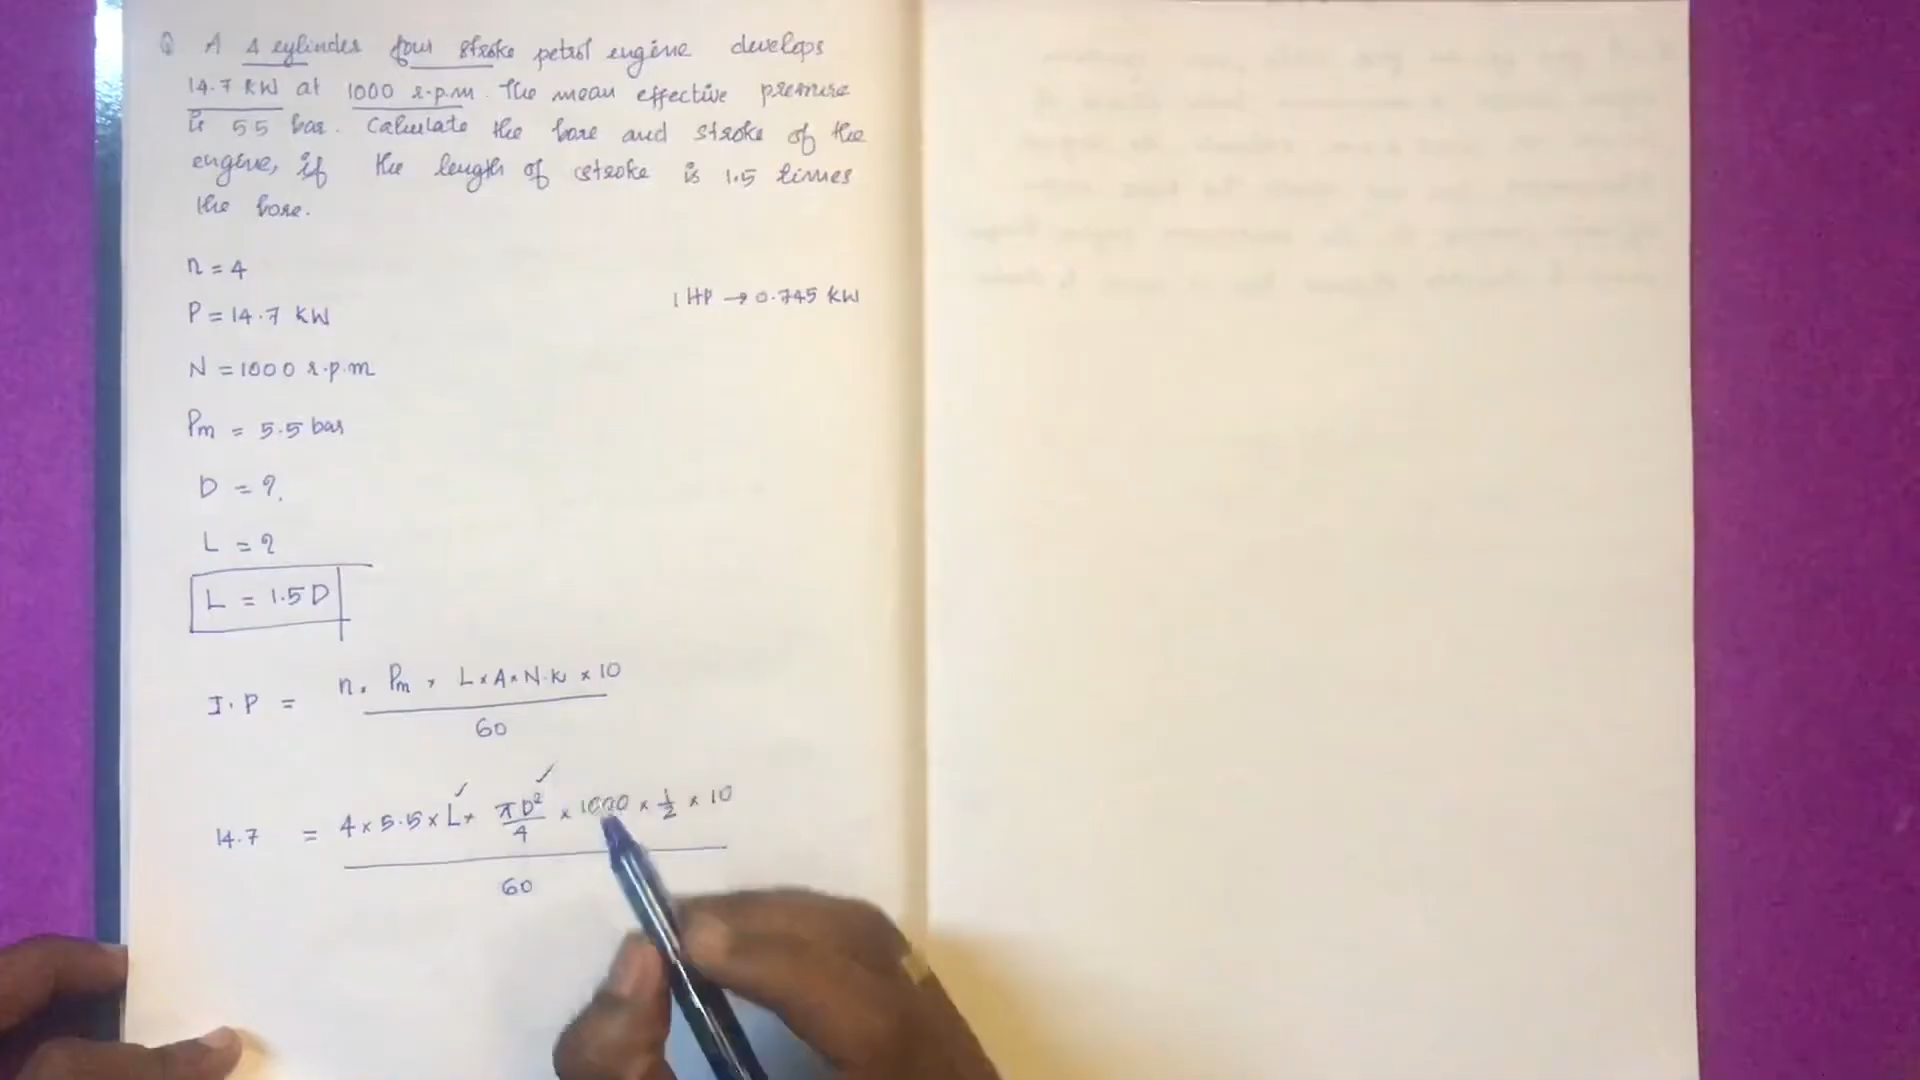 Q A 4 cylinder four stroke petrol engine develops
14.7 KW at 1000 r.p.m. The mean effective pressure
is 55 bar. Calculate the bore and stroke of the
engine, if the length of stroke is 1.5 times
the bore.
n = 4
P = 14.7 KW
1 HP → 0.745 KW
N = 1000 r.p.m
Pm = 5.5 bar
D = ?.
L = ?
L = 1.5 D
I.P = n × Pm × L × A × N.K × 10
60
14.7 = 4 × 5.5 × L × πD²/4 × 1000 × 1/2 × 10
60